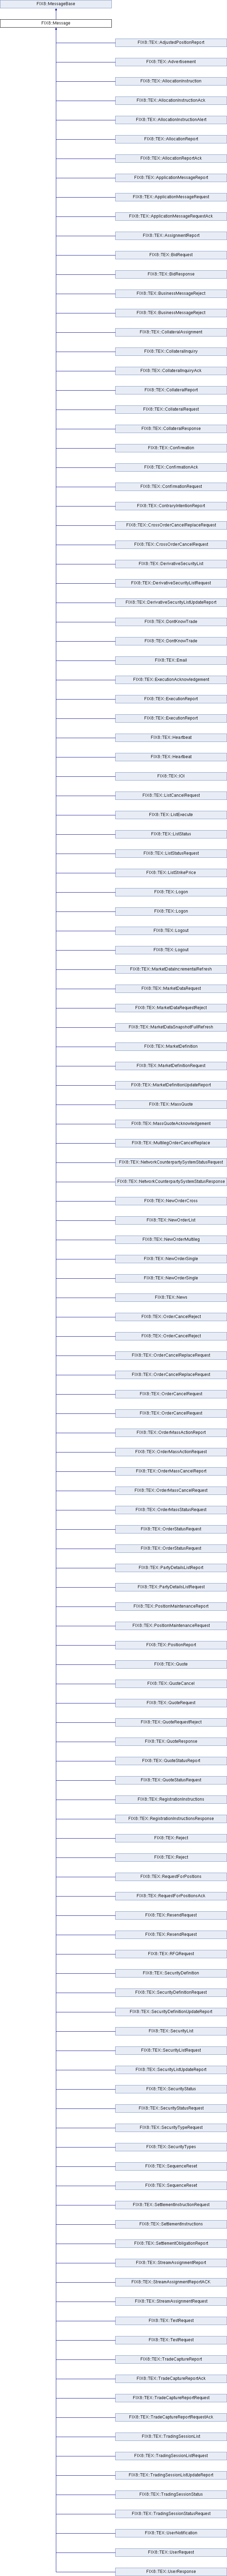 FIX8::MessageBase
FIX8::Message
FIX8::TEX::AdjustedPositionReport
FIX8::TEX::Advertisement
FIX8::TEX::AllocationInstruction
FIX8::TEX::AllocationInstructionAck
FIX8::TEX::AllocationInstructionAlert
FIX8::TEX::AllocationReport
FIX8::TEX::AllocationReportAck
FIX8::TEX::ApplicationMessageReport
FIX8::TEX::ApplicationMessageRequest
FIX8::TEX::ApplicationMessageRequestAck
FIX8::TEX::AssignmentReport
FIX8::TEX::BidRequest
FIX8::TEX::BidResponse
FIX8::TEX::BusinessMessageReject
FIX8::TEX::BusinessMessageReject
FIX8::TEX::CollateralAssignment
FIX8::TEX::CollateralInquiry
FIX8::TEX::CollateralInquiryAck
FIX8::TEX::CollateralReport
FIX8::TEX::CollateralRequest
FIX8::TEX::CollateralResponse
FIX8::TEX::Confirmation
FIX8::TEX::ConfirmationAck
FIX8::TEX::ConfirmationRequest
FIX8::TEX::ContraryIntentionReport
FIX8::TEX::CrossOrderCancelReplaceRequest
FIX8::TEX::CrossOrderCancelRequest
FIX8::TEX::DerivativeSecurityList
FIX8::TEX::DerivativeSecurityListRequest
FIX8::TEX::DerivativeSecurityListUpdateReport
FIX8::TEX::DontKnowTrade
FIX8::TEX::DontKnowTrade
FIX8::TEX::Email
FIX8::TEX::ExecutionAcknowledgement
FIX8::TEX::ExecutionReport
FIX8::TEX::ExecutionReport
FIX8::TEX::Heartbeat
FIX8::TEX::Heartbeat
FIX8::TEX::IOI
FIX8::TEX::ListCancelRequest
FIX8::TEX::ListExecute
FIX8::TEX::ListStatus
FIX8::TEX::ListStatusRequest
FIX8::TEX::ListStrikePrice
FIX8::TEX::Logon
FIX8::TEX::Logon
FIX8::TEX::Logout
FIX8::TEX::Logout
FIX8::TEX::MarketDataIncrementalRefresh
FIX8::TEX::MarketDataRequest
FIX8::TEX::MarketDataRequestReject
FIX8::TEX::MarketDataSnapshotFullRefresh
FIX8::TEX::MarketDefinition
FIX8::TEX::MarketDefinitionRequest
FIX8::TEX::MarketDefinitionUpdateReport
FIX8::TEX::MassQuote
FIX8::TEX::MassQuoteAcknowledgement
FIX8::TEX::MultilegOrderCancelReplace
FIX8::TEX::NetworkCounterpartySystemStatusRequest
FIX8::TEX::NetworkCounterpartySystemStatusResponse
FIX8::TEX::NewOrderCross
FIX8::TEX::NewOrderList
FIX8::TEX::NewOrderMultileg
FIX8::TEX::NewOrderSingle
FIX8::TEX::NewOrderSingle
FIX8::TEX::News
FIX8::TEX::OrderCancelReject
FIX8::TEX::OrderCancelReject
FIX8::TEX::OrderCancelReplaceRequest
FIX8::TEX::OrderCancelReplaceRequest
FIX8::TEX::OrderCancelRequest
FIX8::TEX::OrderCancelRequest
FIX8::TEX::OrderMassActionReport
FIX8::TEX::OrderMassActionRequest
FIX8::TEX::OrderMassCancelReport
FIX8::TEX::OrderMassCancelRequest
FIX8::TEX::OrderMassStatusRequest
FIX8::TEX::OrderStatusRequest
FIX8::TEX::OrderStatusRequest
FIX8::TEX::PartyDetailsListReport
FIX8::TEX::PartyDetailsListRequest
FIX8::TEX::PositionMaintenanceReport
FIX8::TEX::PositionMaintenanceRequest
FIX8::TEX::PositionReport
FIX8::TEX::Quote
FIX8::TEX::QuoteCancel
FIX8::TEX::QuoteRequest
FIX8::TEX::QuoteRequestReject
FIX8::TEX::QuoteResponse
FIX8::TEX::QuoteStatusReport
FIX8::TEX::QuoteStatusRequest
FIX8::TEX::RegistrationInstructions
FIX8::TEX::RegistrationInstructionsResponse
FIX8::TEX::Reject
FIX8::TEX::Reject
FIX8::TEX::RequestForPositions
FIX8::TEX::RequestForPositionsAck
FIX8::TEX::ResendRequest
FIX8::TEX::ResendRequest
FIX8::TEX::RFQRequest
FIX8::TEX::SecurityDefinition
FIX8::TEX::SecurityDefinitionRequest
FIX8::TEX::SecurityDefinitionUpdateReport
FIX8::TEX::SecurityList
FIX8::TEX::SecurityListRequest
FIX8::TEX::SecurityListUpdateReport
FIX8::TEX::SecurityStatus
FIX8::TEX::SecurityStatusRequest
FIX8::TEX::SecurityTypeRequest
FIX8::TEX::SecurityTypes
FIX8::TEX::SequenceReset
FIX8::TEX::SequenceReset
FIX8::TEX::SettlementInstructionRequest
FIX8::TEX::SettlementInstructions
FIX8::TEX::SettlementObligationReport
FIX8::TEX::StreamAssignmentReport
FIX8::TEX::StreamAssignmentReportACK
FIX8::TEX::StreamAssignmentRequest
FIX8::TEX::TestRequest
FIX8::TEX::TestRequest
FIX8::TEX::TradeCaptureReport
FIX8::TEX::TradeCaptureReportAck
FIX8::TEX::TradeCaptureReportRequest
FIX8::TEX::TradeCaptureReportRequestAck
FIX8::TEX::TradingSessionList
FIX8::TEX::TradingSessionListRequest
FIX8::TEX::TradingSessionListUpdateReport
FIX8::TEX::TradingSessionStatus
FIX8::TEX::TradingSessionStatusRequest
FIX8::TEX::UserNotification
FIX8::TEX::UserRequest
FIX8::TEX::UserResponse